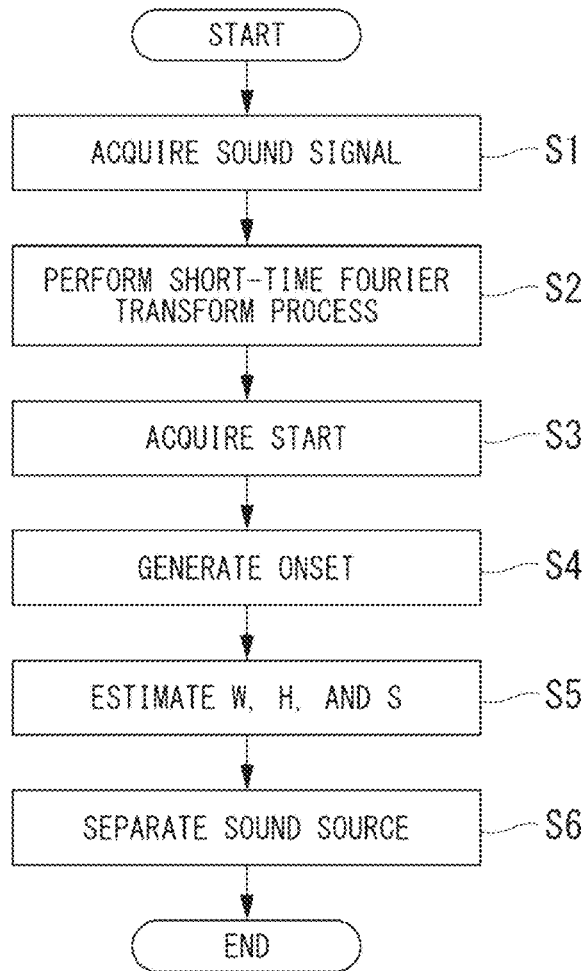 START
ACQUIRE SOUND SIGNAL
S1
PERFORM SHORT-TIME FOURIER
TRANSFORM PROCESS
S2
ACQUIRE START
S3
GENERATE ONSET
S4
ESTIMATE W, H, AND S
S5
SEPARATE SOUND SOURCE
S6
END